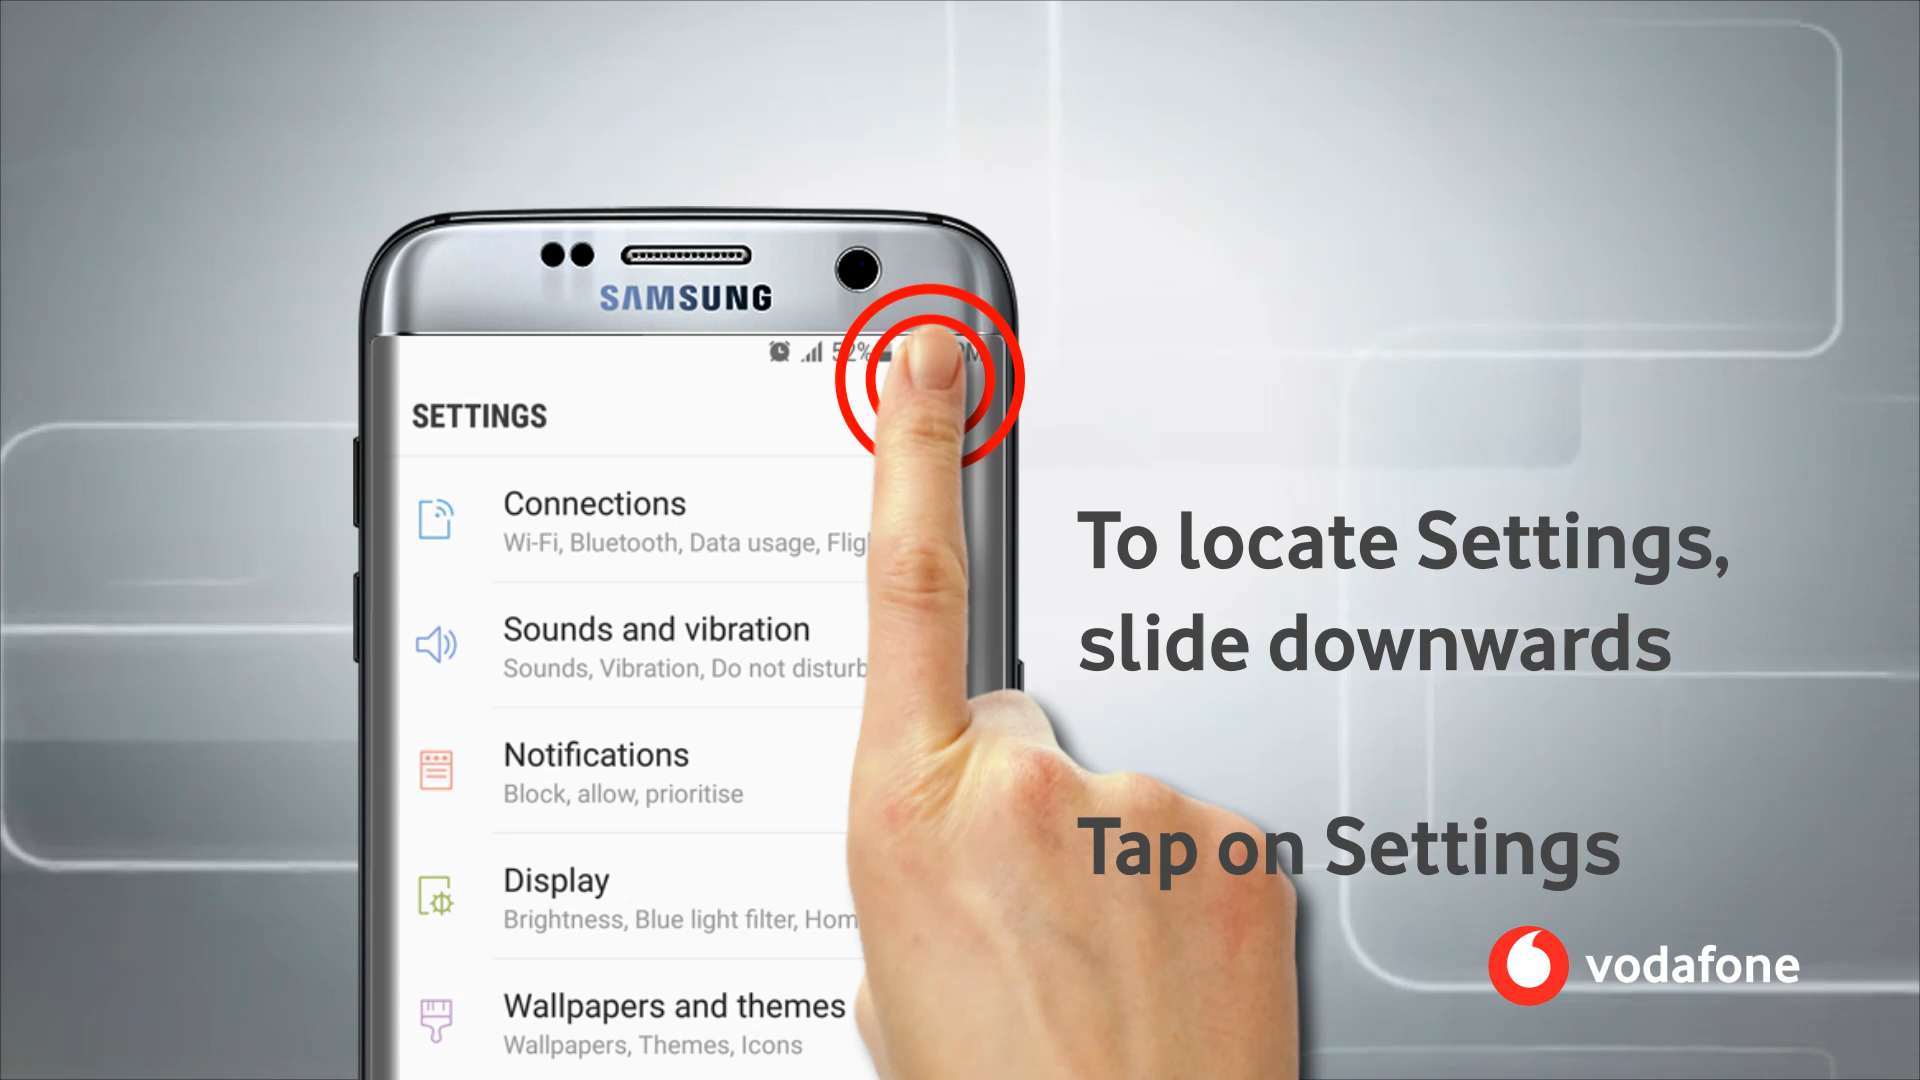 SAMSUNG
52%
SETTINGS
Connections
Wi-Fi, Bluetooth, Data usage,
Sounds and vibration
Sounds, Vibration, Do not disturb
Notifications
Block, allow, prioritise
Display
Brightness, Blue light filter,
Wallpapers and themes
Wallpapers, Themes, Icons
To locate Settings,
slide downwards
Tap on Settings
vodafone